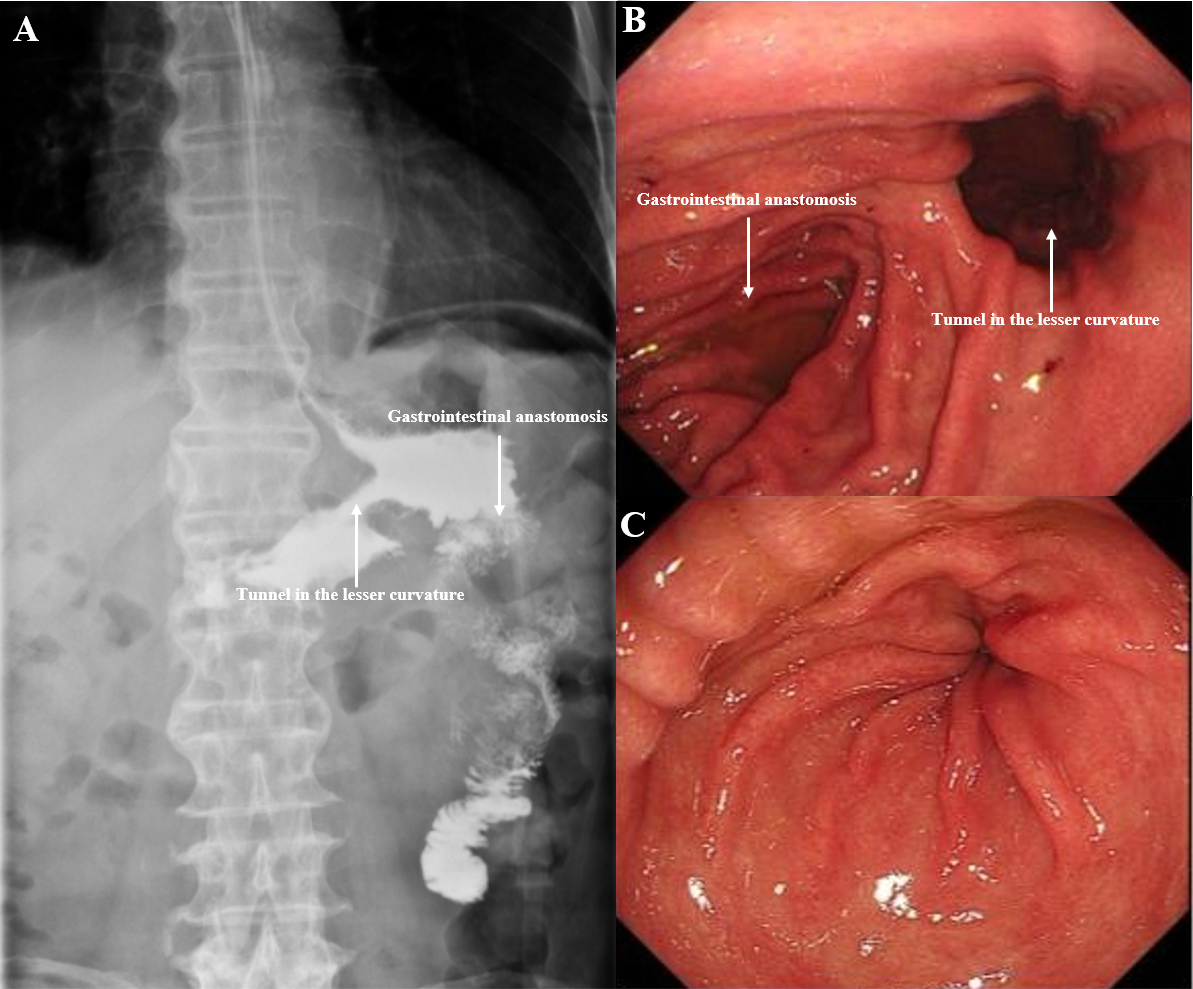 A
Gastrointestinal anastomosis
Tunnel in the lesser curvature
B
Gastrointestinal anastomosis
Tunnel in the lesser curvature
C